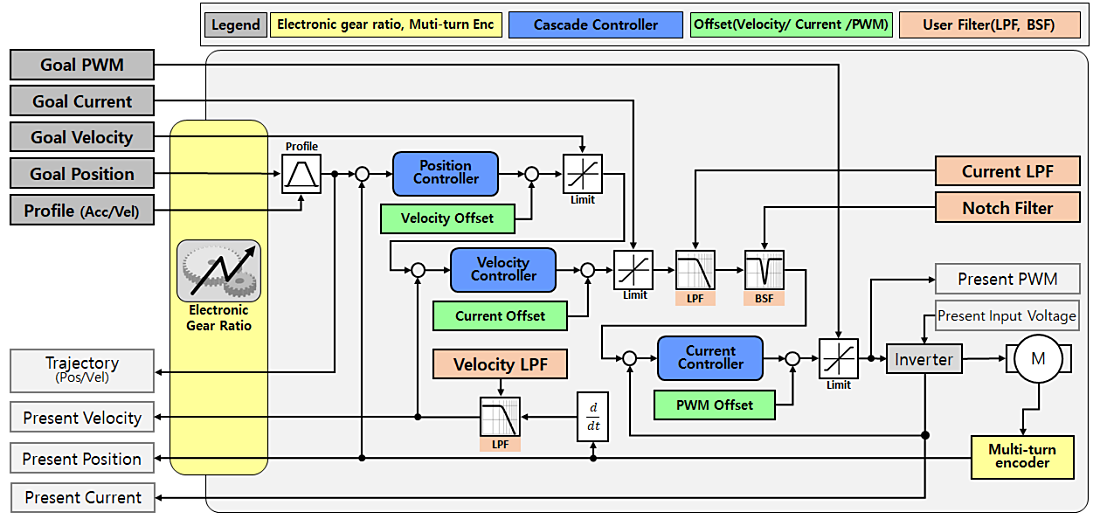 Legend
Electronic gear ratio, Muti-turn Enc
Cascade Controller
Offset(Velocity/ Current /PWM)
User Filter(LPF, BSF)
Goal PWM
Goal Current
Goal Velocity
Goal Position
Profile (Acc/Vel)
Profile
Position
Controller
Limit
Velocity Offset
Current LPF
Notch Filter
Velocity
Controller
Limit
LPF
BSF
Current Offset
Electronic
Gear Ratio
Present PWM
Present Input Voltage
Current
Controller
Limit
Inverter
M
PWM Offset
Velocity LPF
LPF
d
dt
Multi-turn
encoder
Trajectory
(Pos/Vel)
Present Velocity
Present Position
Present Current